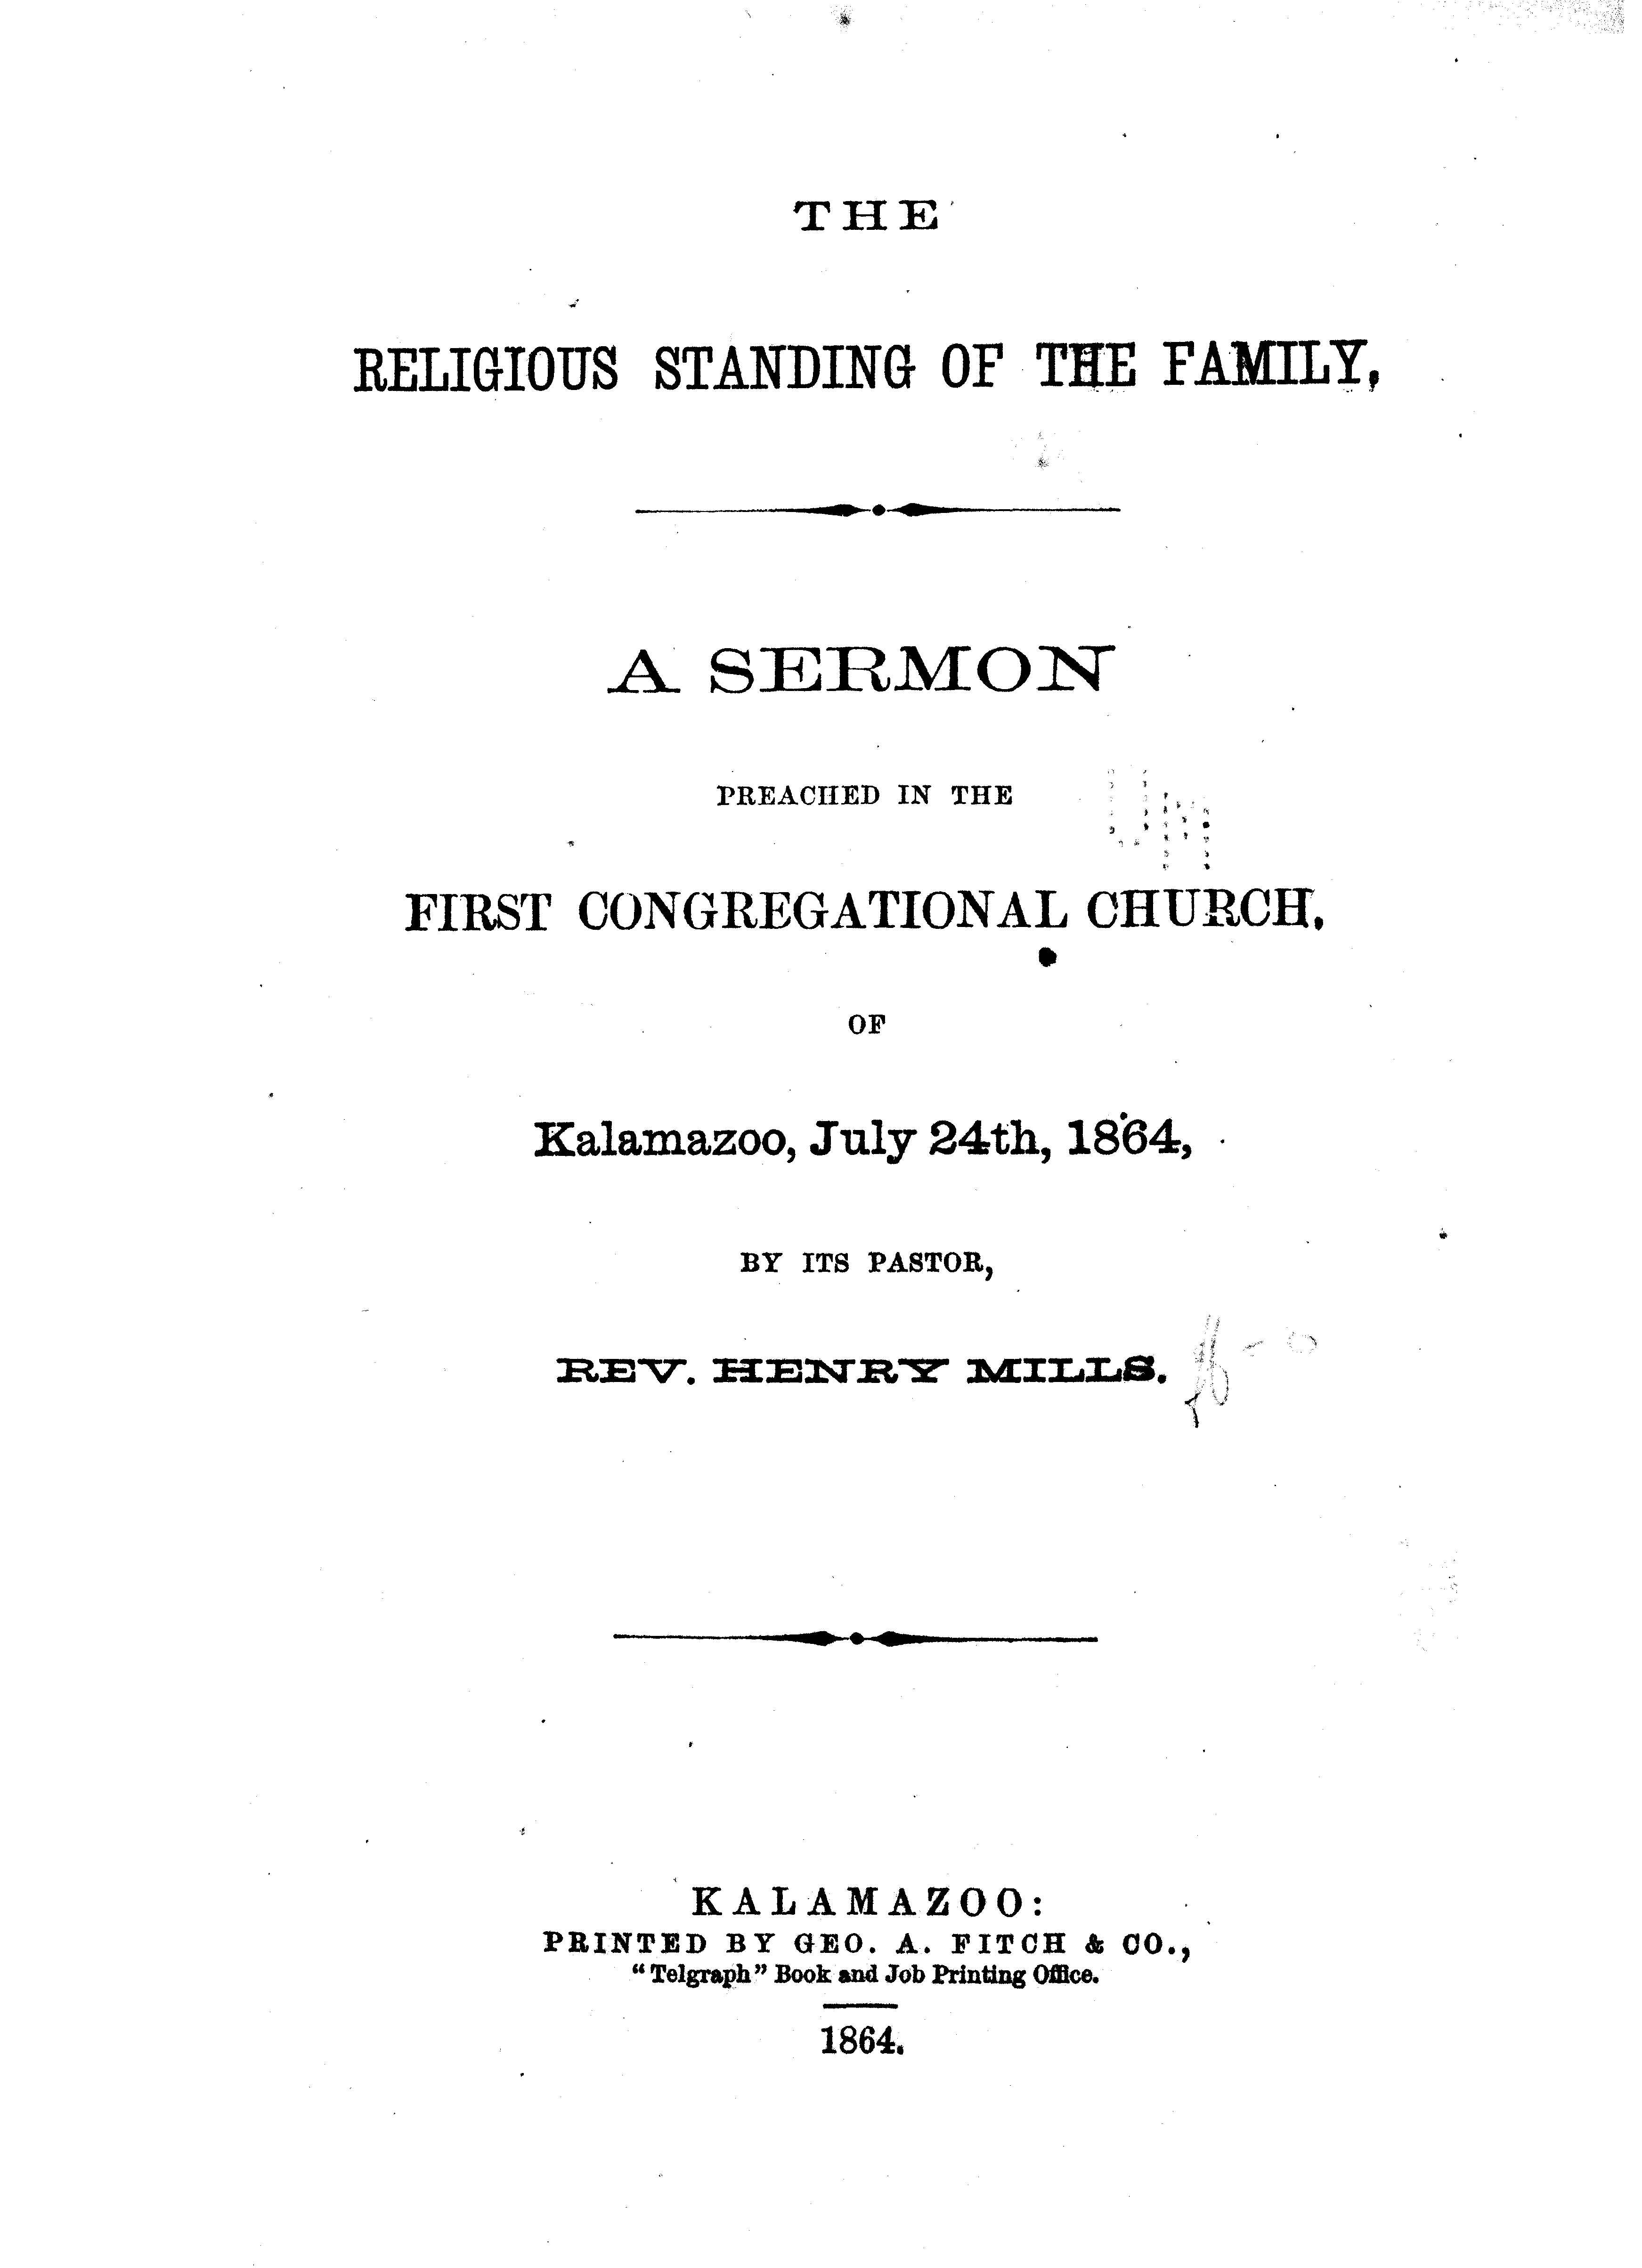 THE
RELIGIOUS STANDING OF THE FAMILY,
A SERMON
PREACHED IN THE
FIRST CONGREGATIONAL CHURCH,
OF
Kalamazoo, July 24th, 1864,
BY ITS PASTOR,
REV. HENRY MILLS.
KALAMAZOO:
PRINTED BY GEO. A. FITCH & CO.,
“Telgraph” Book and Job Printing Office.
1864.